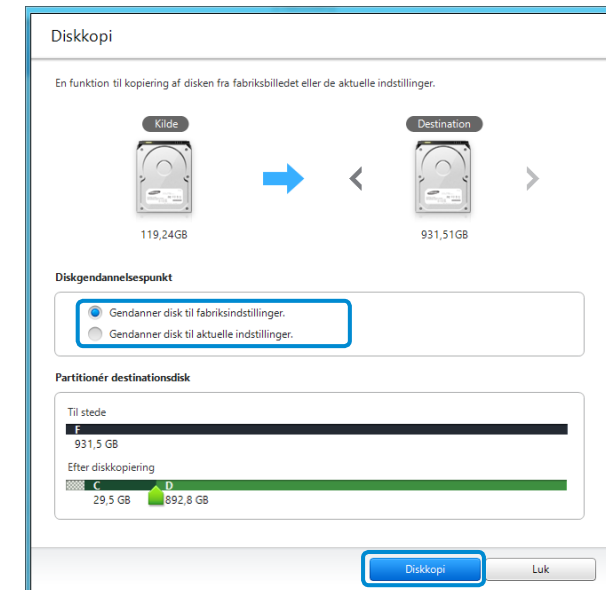 Diskkopi
En funktion til kopiering af disken fra fabriksbilledet eller de aktuelle indstillinger.
Kilde
Destination
119,24GB
931,51GB
Diskgendannelsespunkt
Gendanner disk til fabriksindstillinger.
Gendanner disk til aktuelle indstillinger.
Partitionér destinationsdisk
Til stede
F
931,5 GB
Efter diskkopiering
C D
29,5 GB 892,8 GB
Diskkopi Luk